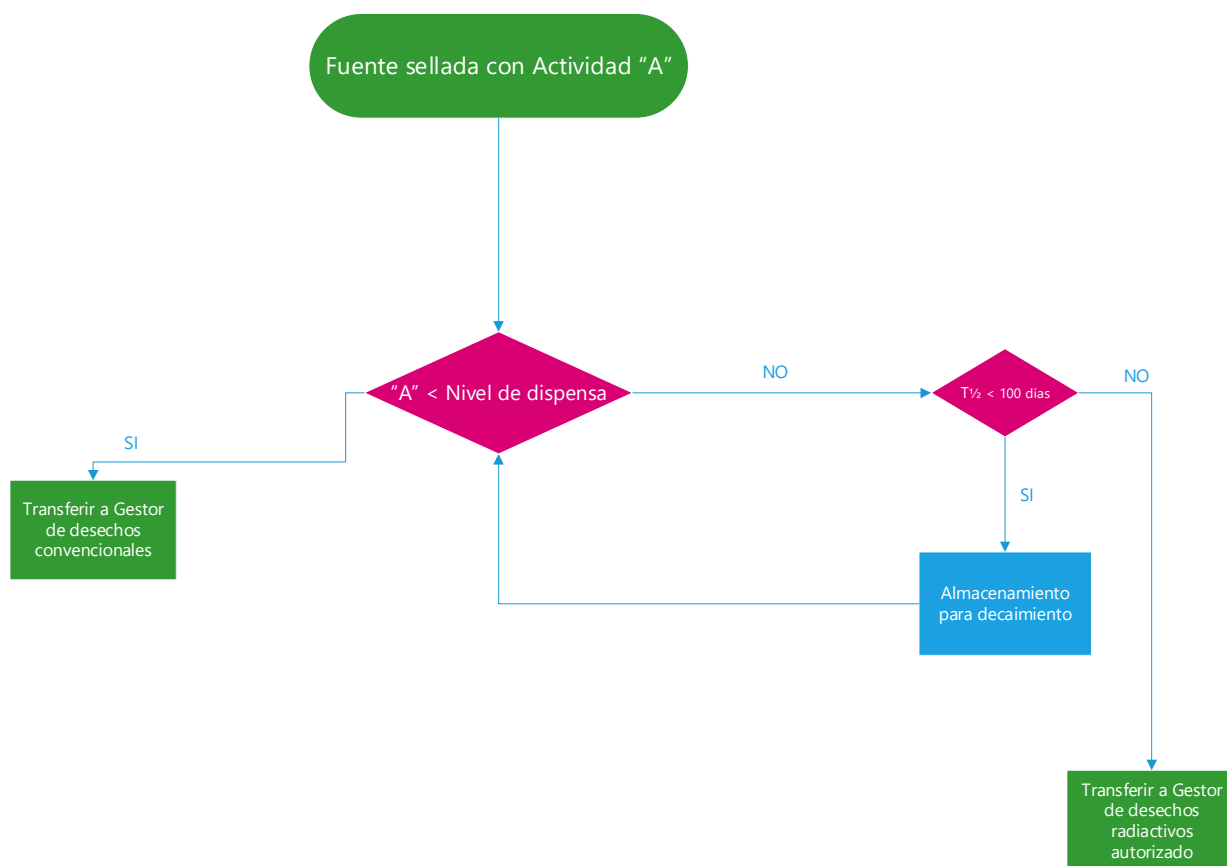 Fuente sellada con Actividad “A”
“A” < Nivel de dispensa
NO
T½ < 100 días
NO
SI
SI
Transferir a Gestor
de desechos
convencionales
Almacenamiento
para decaimiento
Transferir a Gestor
de desechos
radiactivos
autorizado